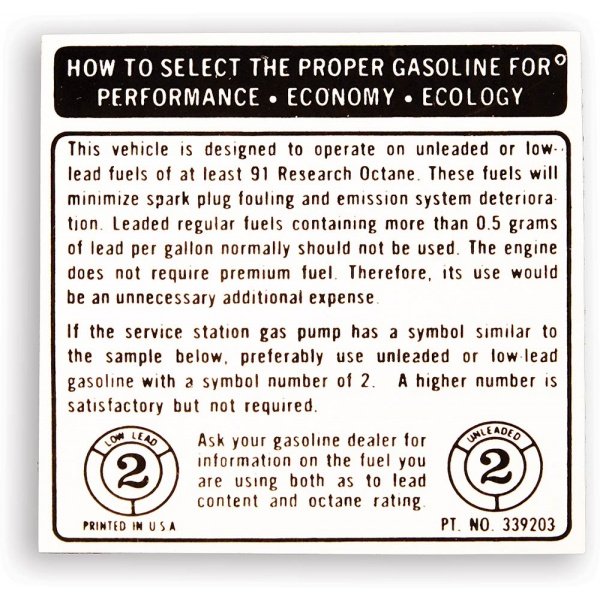 HOW TO SELECT THE PROPER GASOLINE FOR
PERFORMANCE • ECONOMY • ECOLOGY
This vehicle is designed to operate on unleaded or low-
lead fuels of at least 91 Research Octane. These fuels will
minimize spark plug fouling and emission system deteriora-
tion. Leaded regular fuels containing more than 0.5 grams
of lead per gallon normally should not be used. The engine
does not require premium fuel. Therefore, its use would
be an unnecessary additional expense.
If the service station gas pump has a symbol similar to
the sample below, preferably use unleaded or low-lead
gasoline with a symbol number of 2. A higher number is
satisfactory but not required.
LOW LEAD
2
PRINTED IN U S A
Ask your gasoline dealer for
information on the fuel you
are using both as to lead
content and octane rating.
UNLEADED
2
PT. NO. 339203